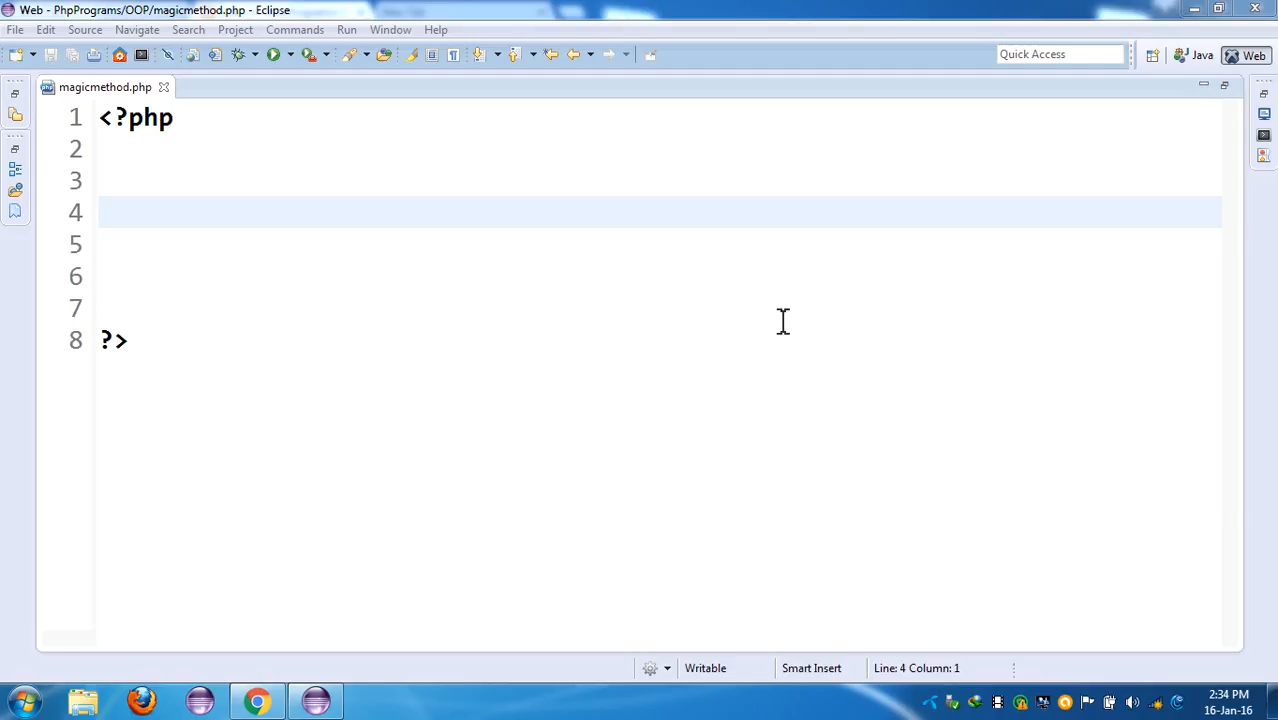 Web - PhpPrograms/OOP/magicmethod.php - Eclipse
File Edit Source Navigate Search Project Commands Run Window Help
Quick Access
Java
Web
magicmethod.php
1 <?php
2
3
4
5
6
7
8 ?>
Writable
Smart Insert
Line: 4 Column: 1
2:34 PM
16-Jan-16